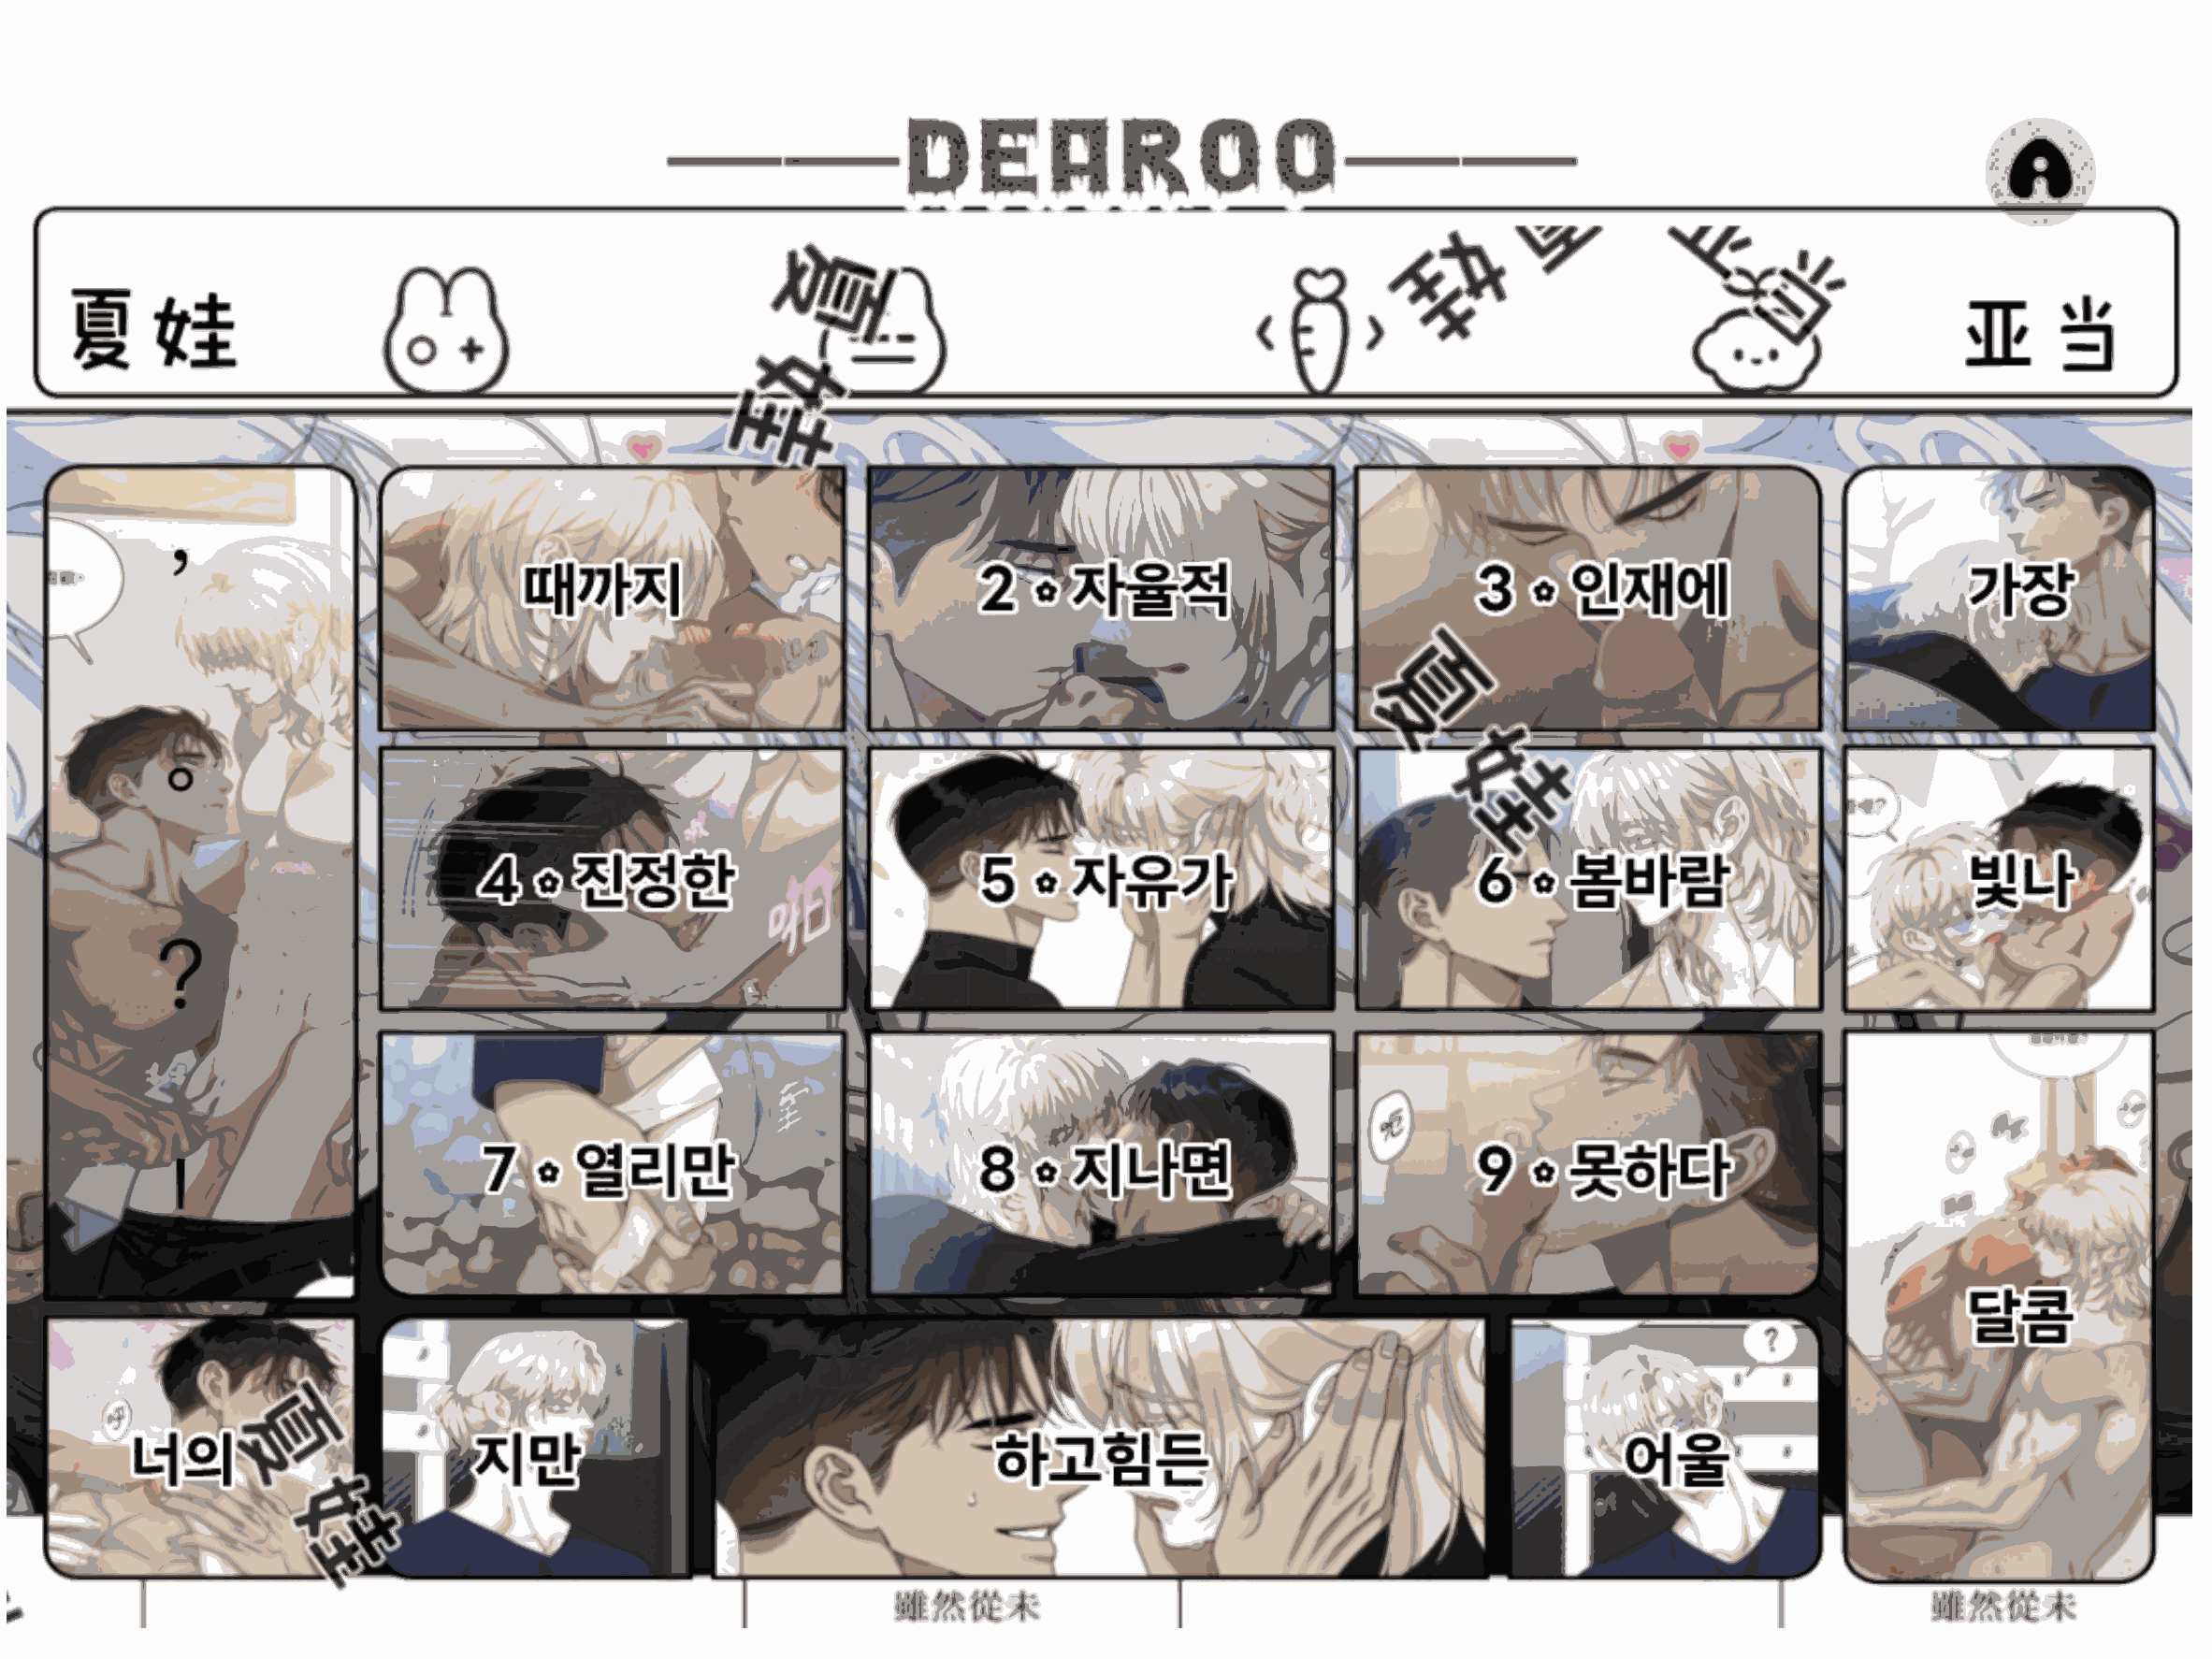 DEAROO
夏娃
夏娃
夏娃
亚当
亚当
,
때까지
2 자율적
3 인재에
가장
夏娃
。
4 진정한
5 자유가
6 봄바람
빛나
?
7 열리만
8 지나면
9 못하다
吧
달콤
?
너의
夏娃
지만
하고힘든
어울
雖然從未
雖然從未